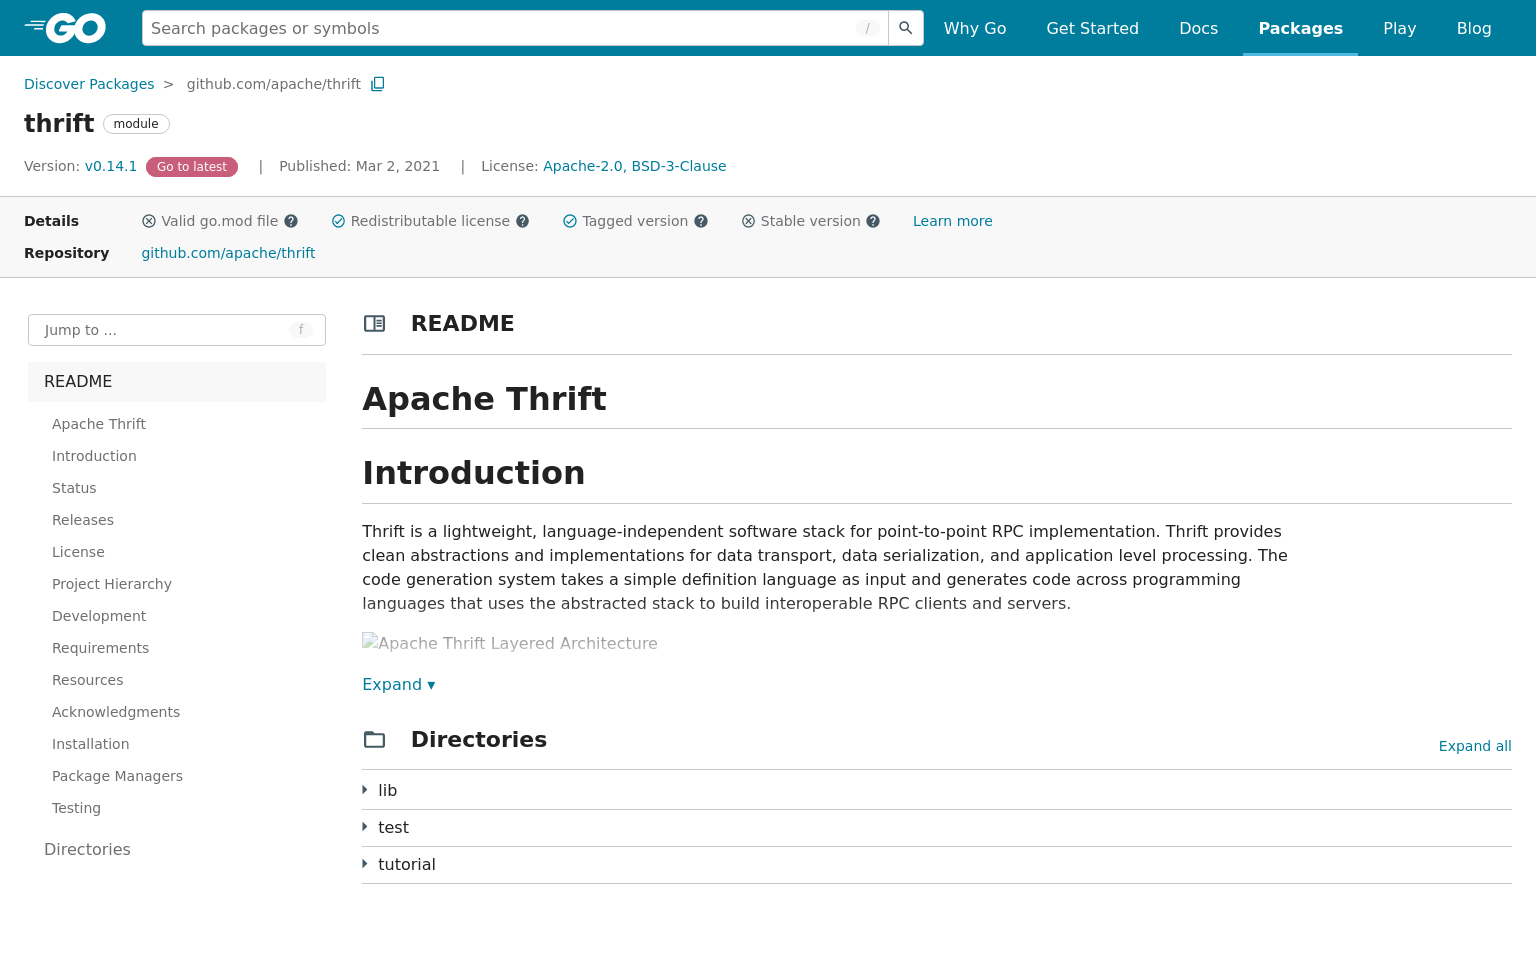 GO
Search packages or symbols /
Why Go Get Started Docs Packages Play Blog
Discover Packages > github.com/apache/thrift
thrift module
Version: v0.14.1 Go to latest | Published: Mar 2, 2021 | License: Apache-2.0, BSD-3-Clause
Details Valid go.mod file ? Redistributable license ? Tagged version ? Stable version ? Learn more
Repository github.com/apache/thrift
Jump to ... f
README
Apache Thrift
Introduction
Status
Releases
License
Project Hierarchy
Development
Requirements
Resources
Acknowledgments
Installation
Package Managers
Testing
Directories
README
Apache Thrift
Introduction
Thrift is a lightweight, language-independent software stack for point-to-point RPC implementation. Thrift provides
clean abstractions and implementations for data transport, data serialization, and application level processing. The
code generation system takes a simple definition language as input and generates code across programming
languages that uses the abstracted stack to build interoperable RPC clients and servers.
Apache Thrift Layered Architecture
Expand ▾
Directories
Expand all
lib
test
tutorial